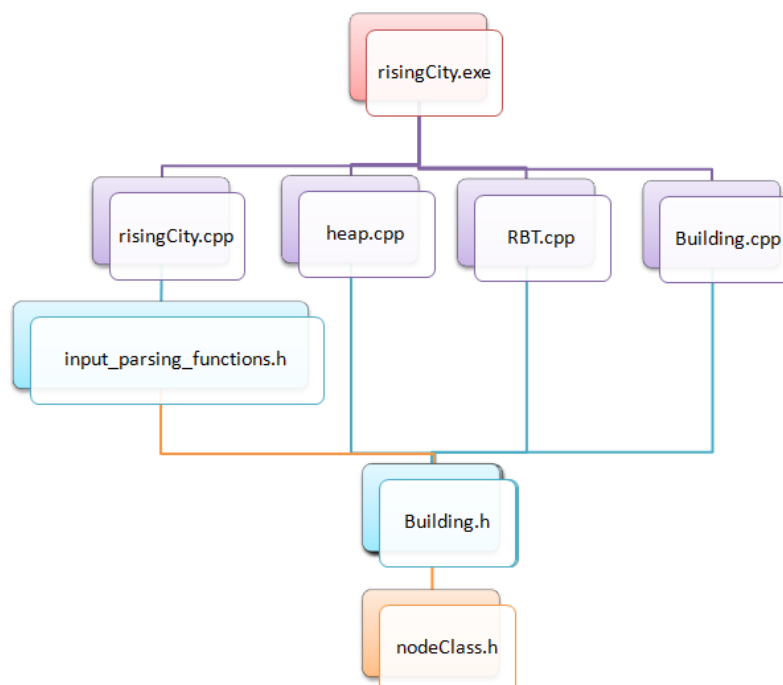 risingCity.exe
risingCity.cpp
heap.cpp
RBT.cpp
Building.cpp
input_parsing_functions.h
Building.h
nodeClass.h